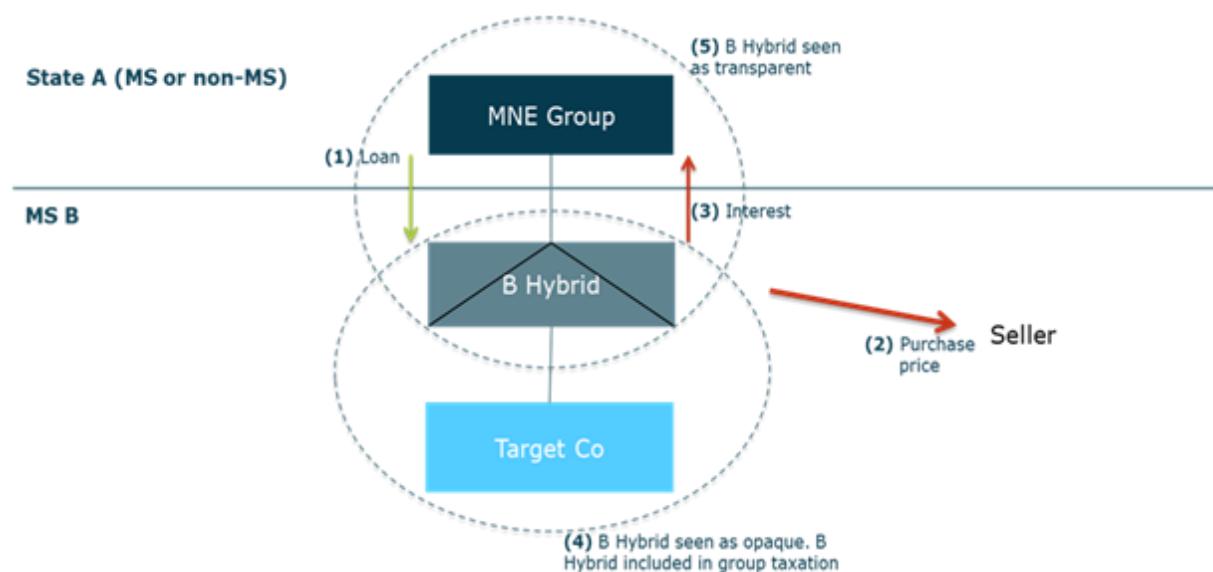 (5) B Hybrid seen
as transparent
State A (MS or non-MS)
MNE Group
(1) Loan
MS B
(3) Interest
B Hybrid
Seller
(2) Purchase
price
Target Co
(4) B Hybrid seen as opaque. B
Hybrid included in group taxation